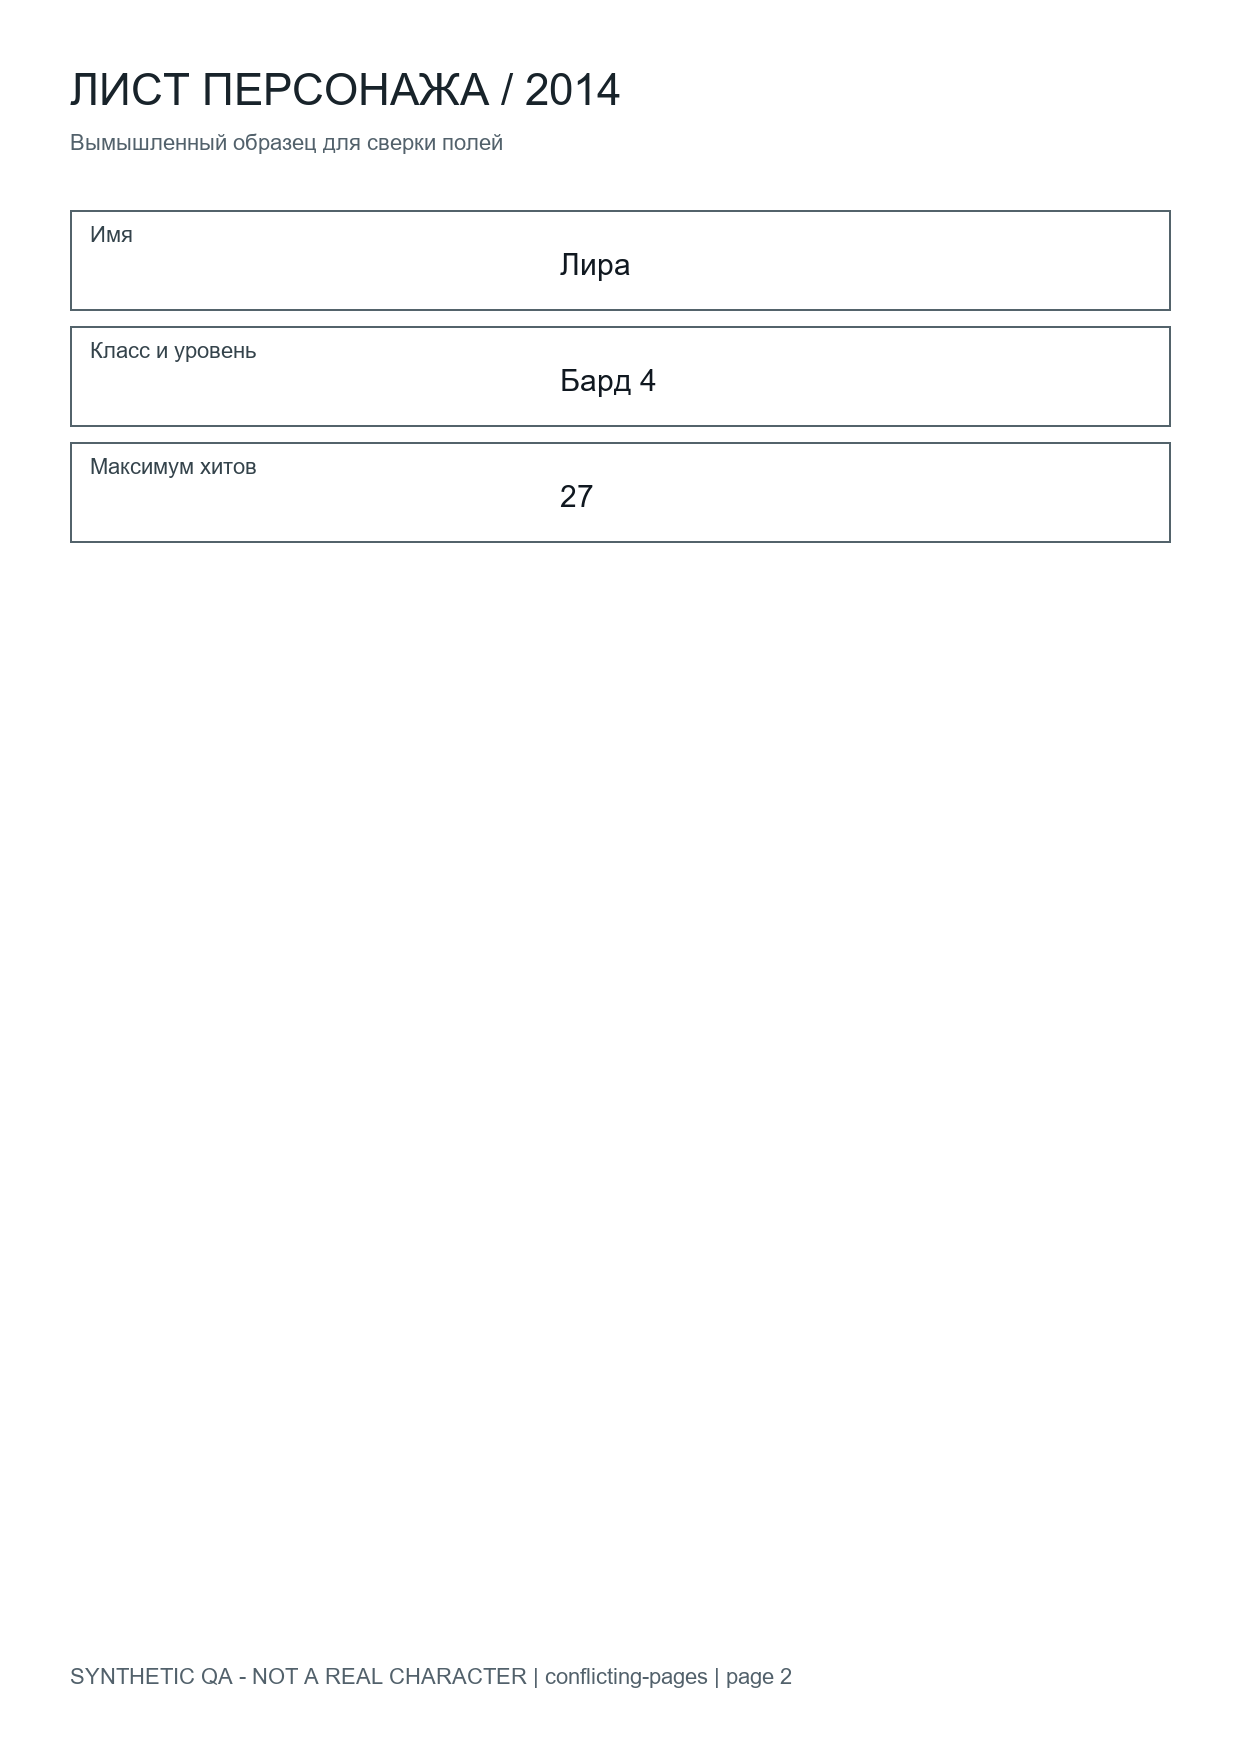 ЛИСТ ПЕРСОНАЖА / 2014
Вымышленный образец для сверки полей
Имя
Лира
Класс и уровень
Бард 4
Максимум хитов
27
SYNTHETIC QA - NOT A REAL CHARACTER | conflicting-pages | page 2